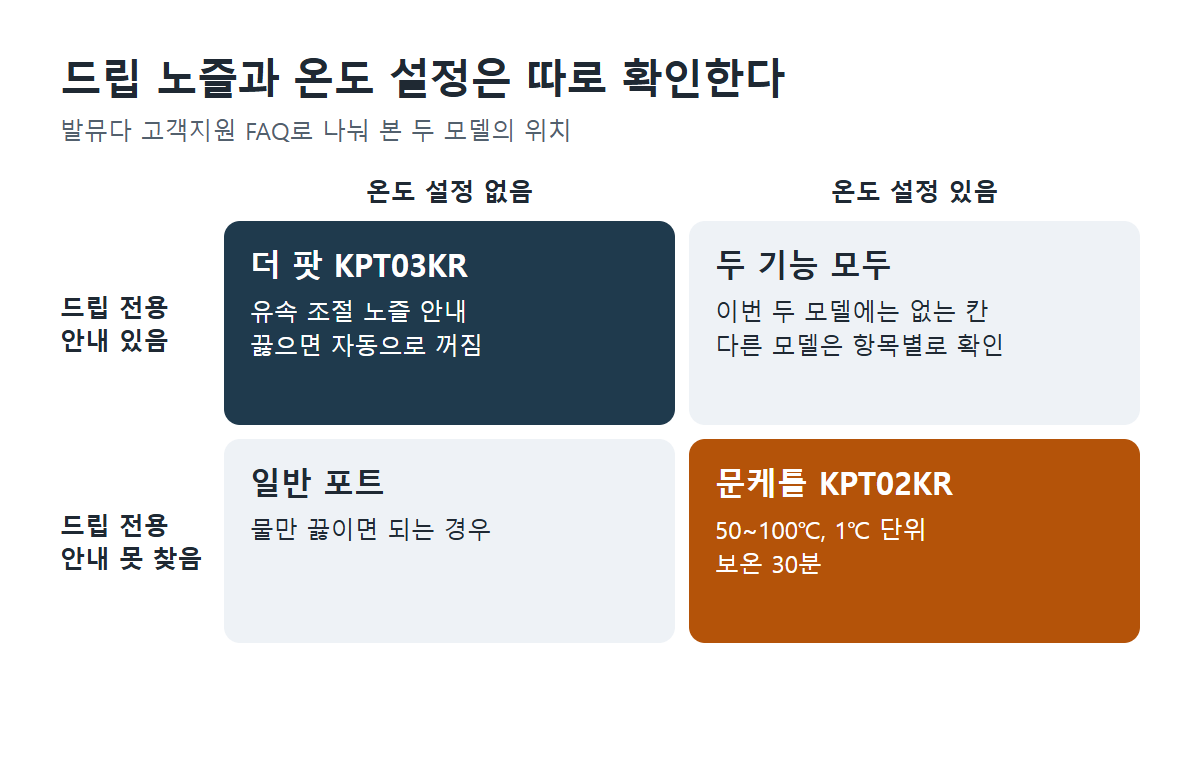 드립 노즐과 온도 설정은 따로 확인한다
발뮤다 고객지원 FAQ로 나눠 본 두 모델의 위치
온도 설정 없음
온도 설정 있음
드립 전용
안내 있음
더 팟 KPT03KR
유속 조절 노즐 안내
끓으면 자동으로 꺼짐
두 기능 모두
이번 두 모델에는 없는 칸
다른 모델은 항목별로 확인
드립 전용
안내 못 찾음
일반 포트
물만 끓이면 되는 경우
문케틀 KPT02KR
50~100℃, 1℃ 단위
보온 30분